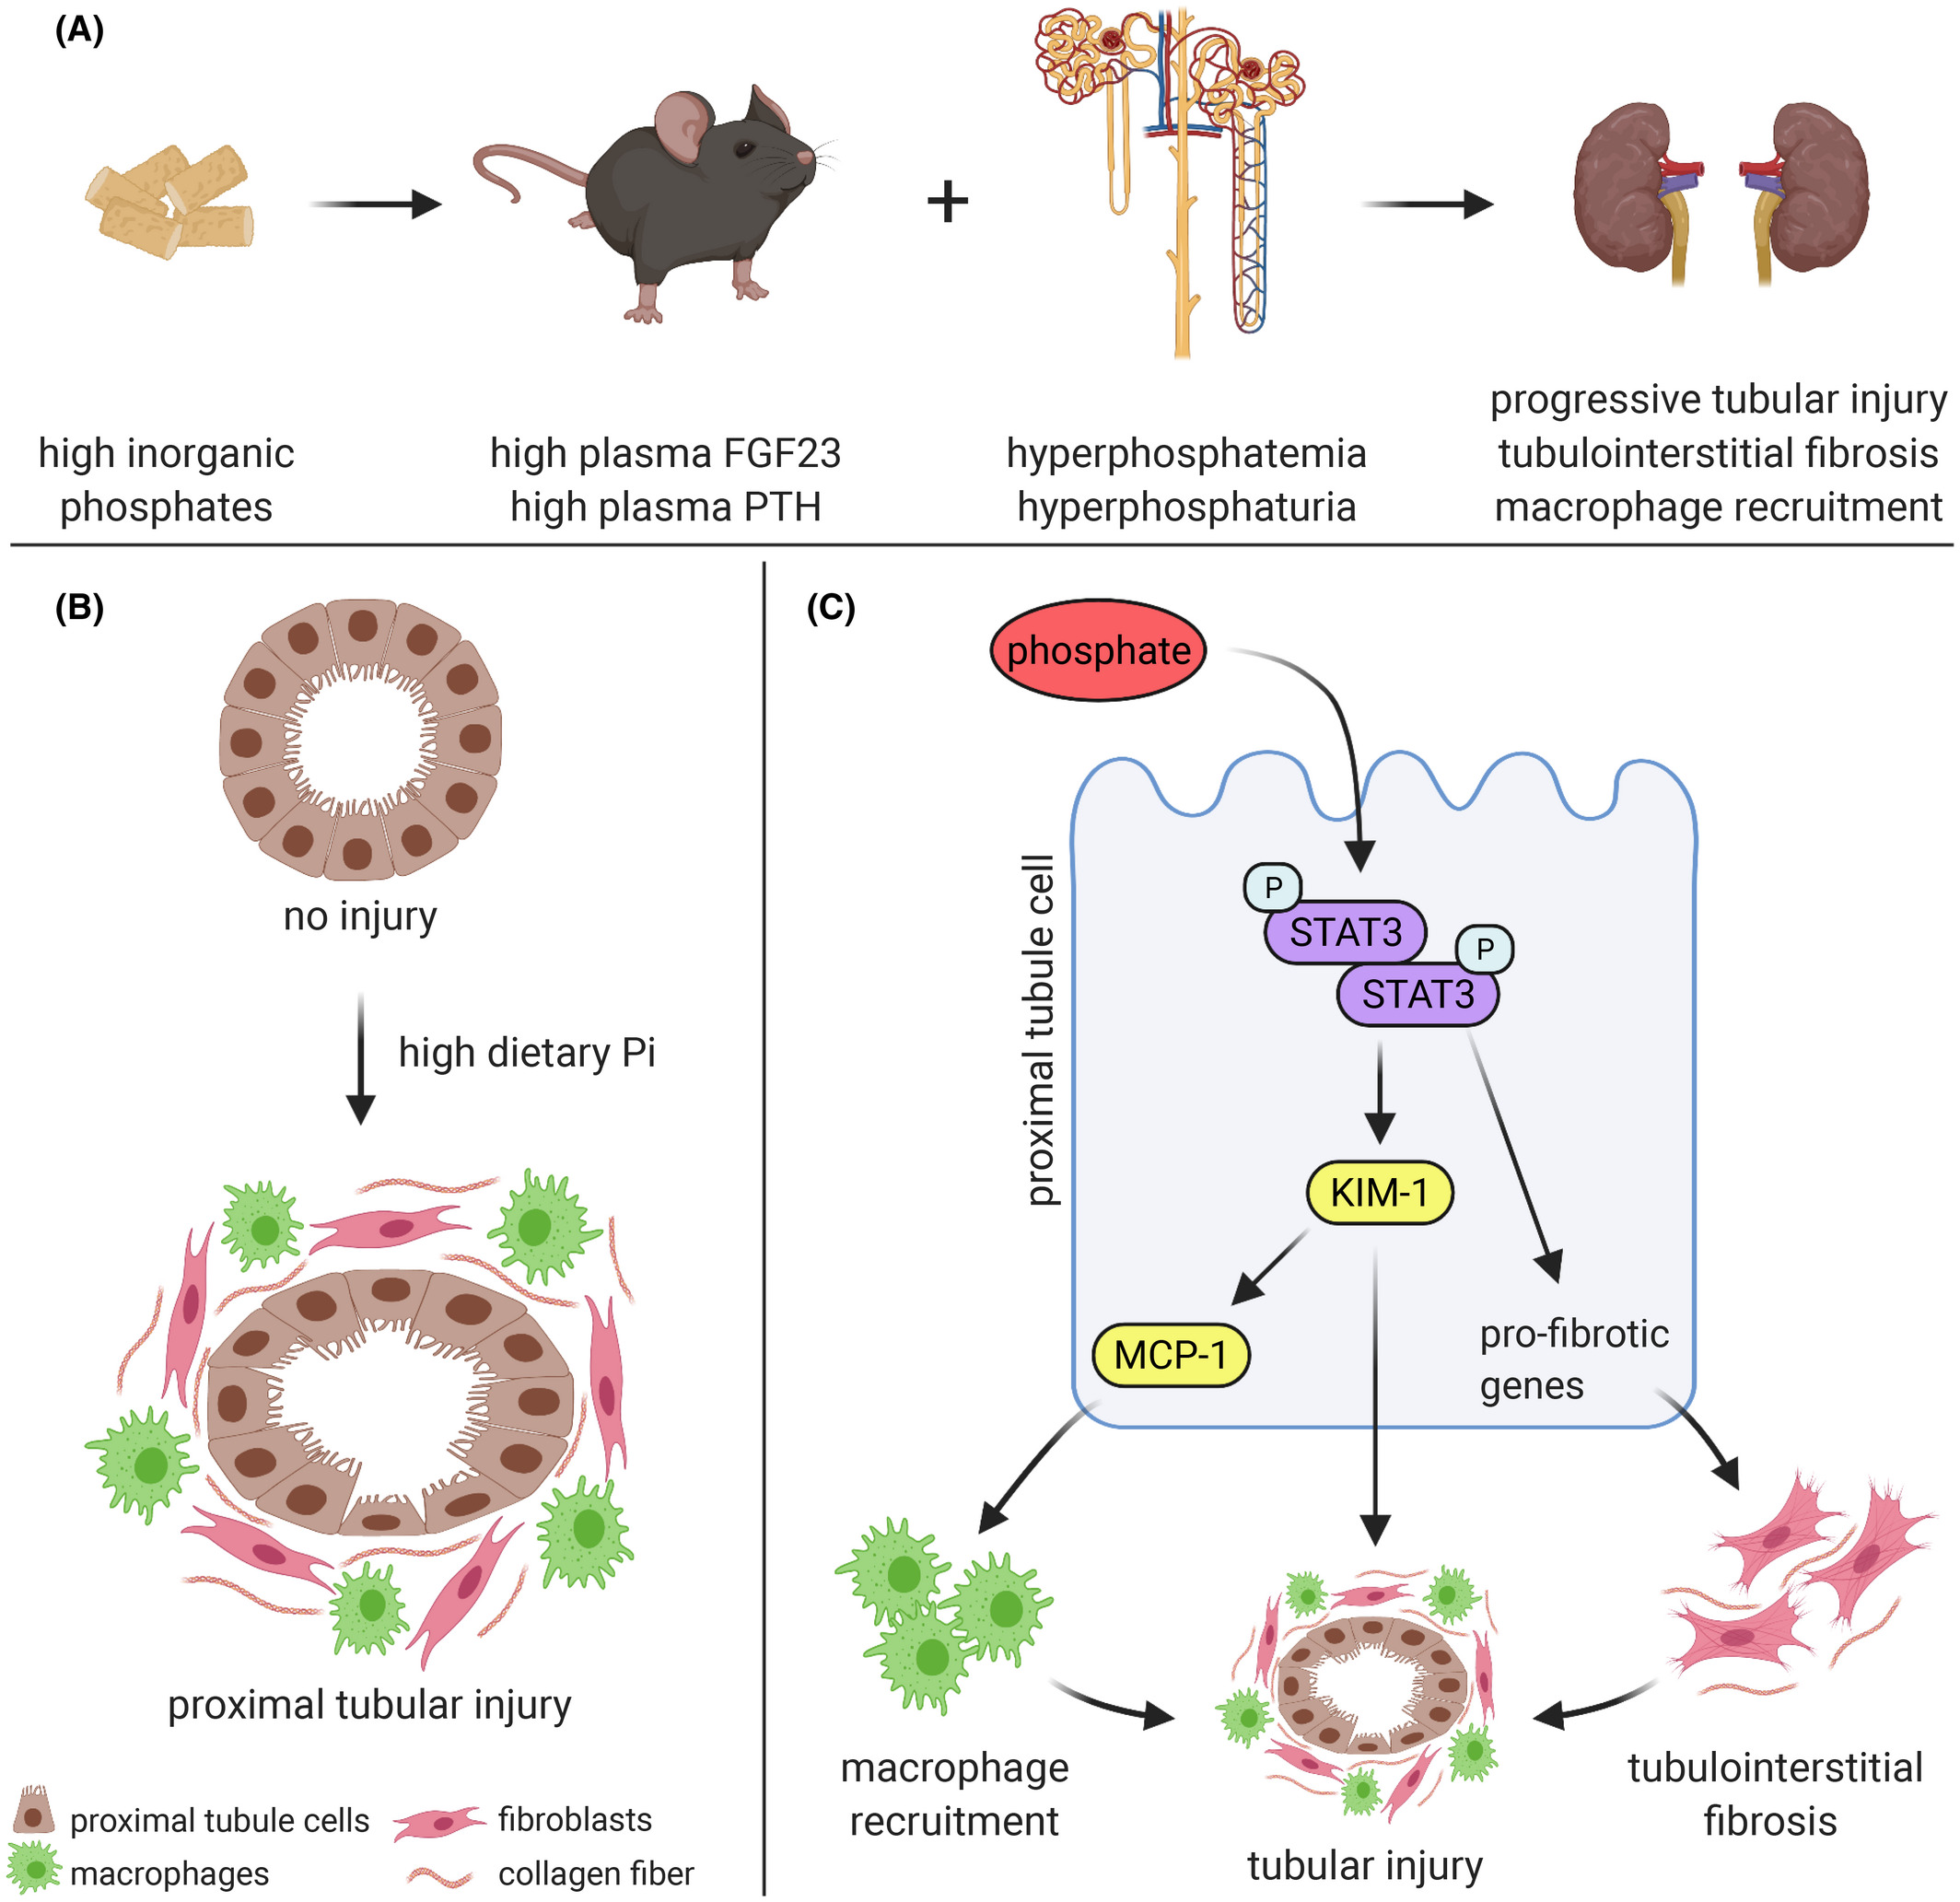 (A)
high inorganic
phosphates
high plasma FGF23
high plasma PTH
+
hyperphosphatemia
hyperphosphaturia
progressive tubular injury
tubulointerstitial fibrosis
macrophage recruitment
(B)
no injury
high dietary Pi
proximal tubular injury
proximal tubule cells
fibroblasts
macrophages
collagen fiber
(C)
phosphate
proximal tubule cell
P
STAT3
P
STAT3
KIM-1
MCP-1
pro-fibrotic
genes
macrophage
recruitment
tubular injury
tubulointerstitial
fibrosis